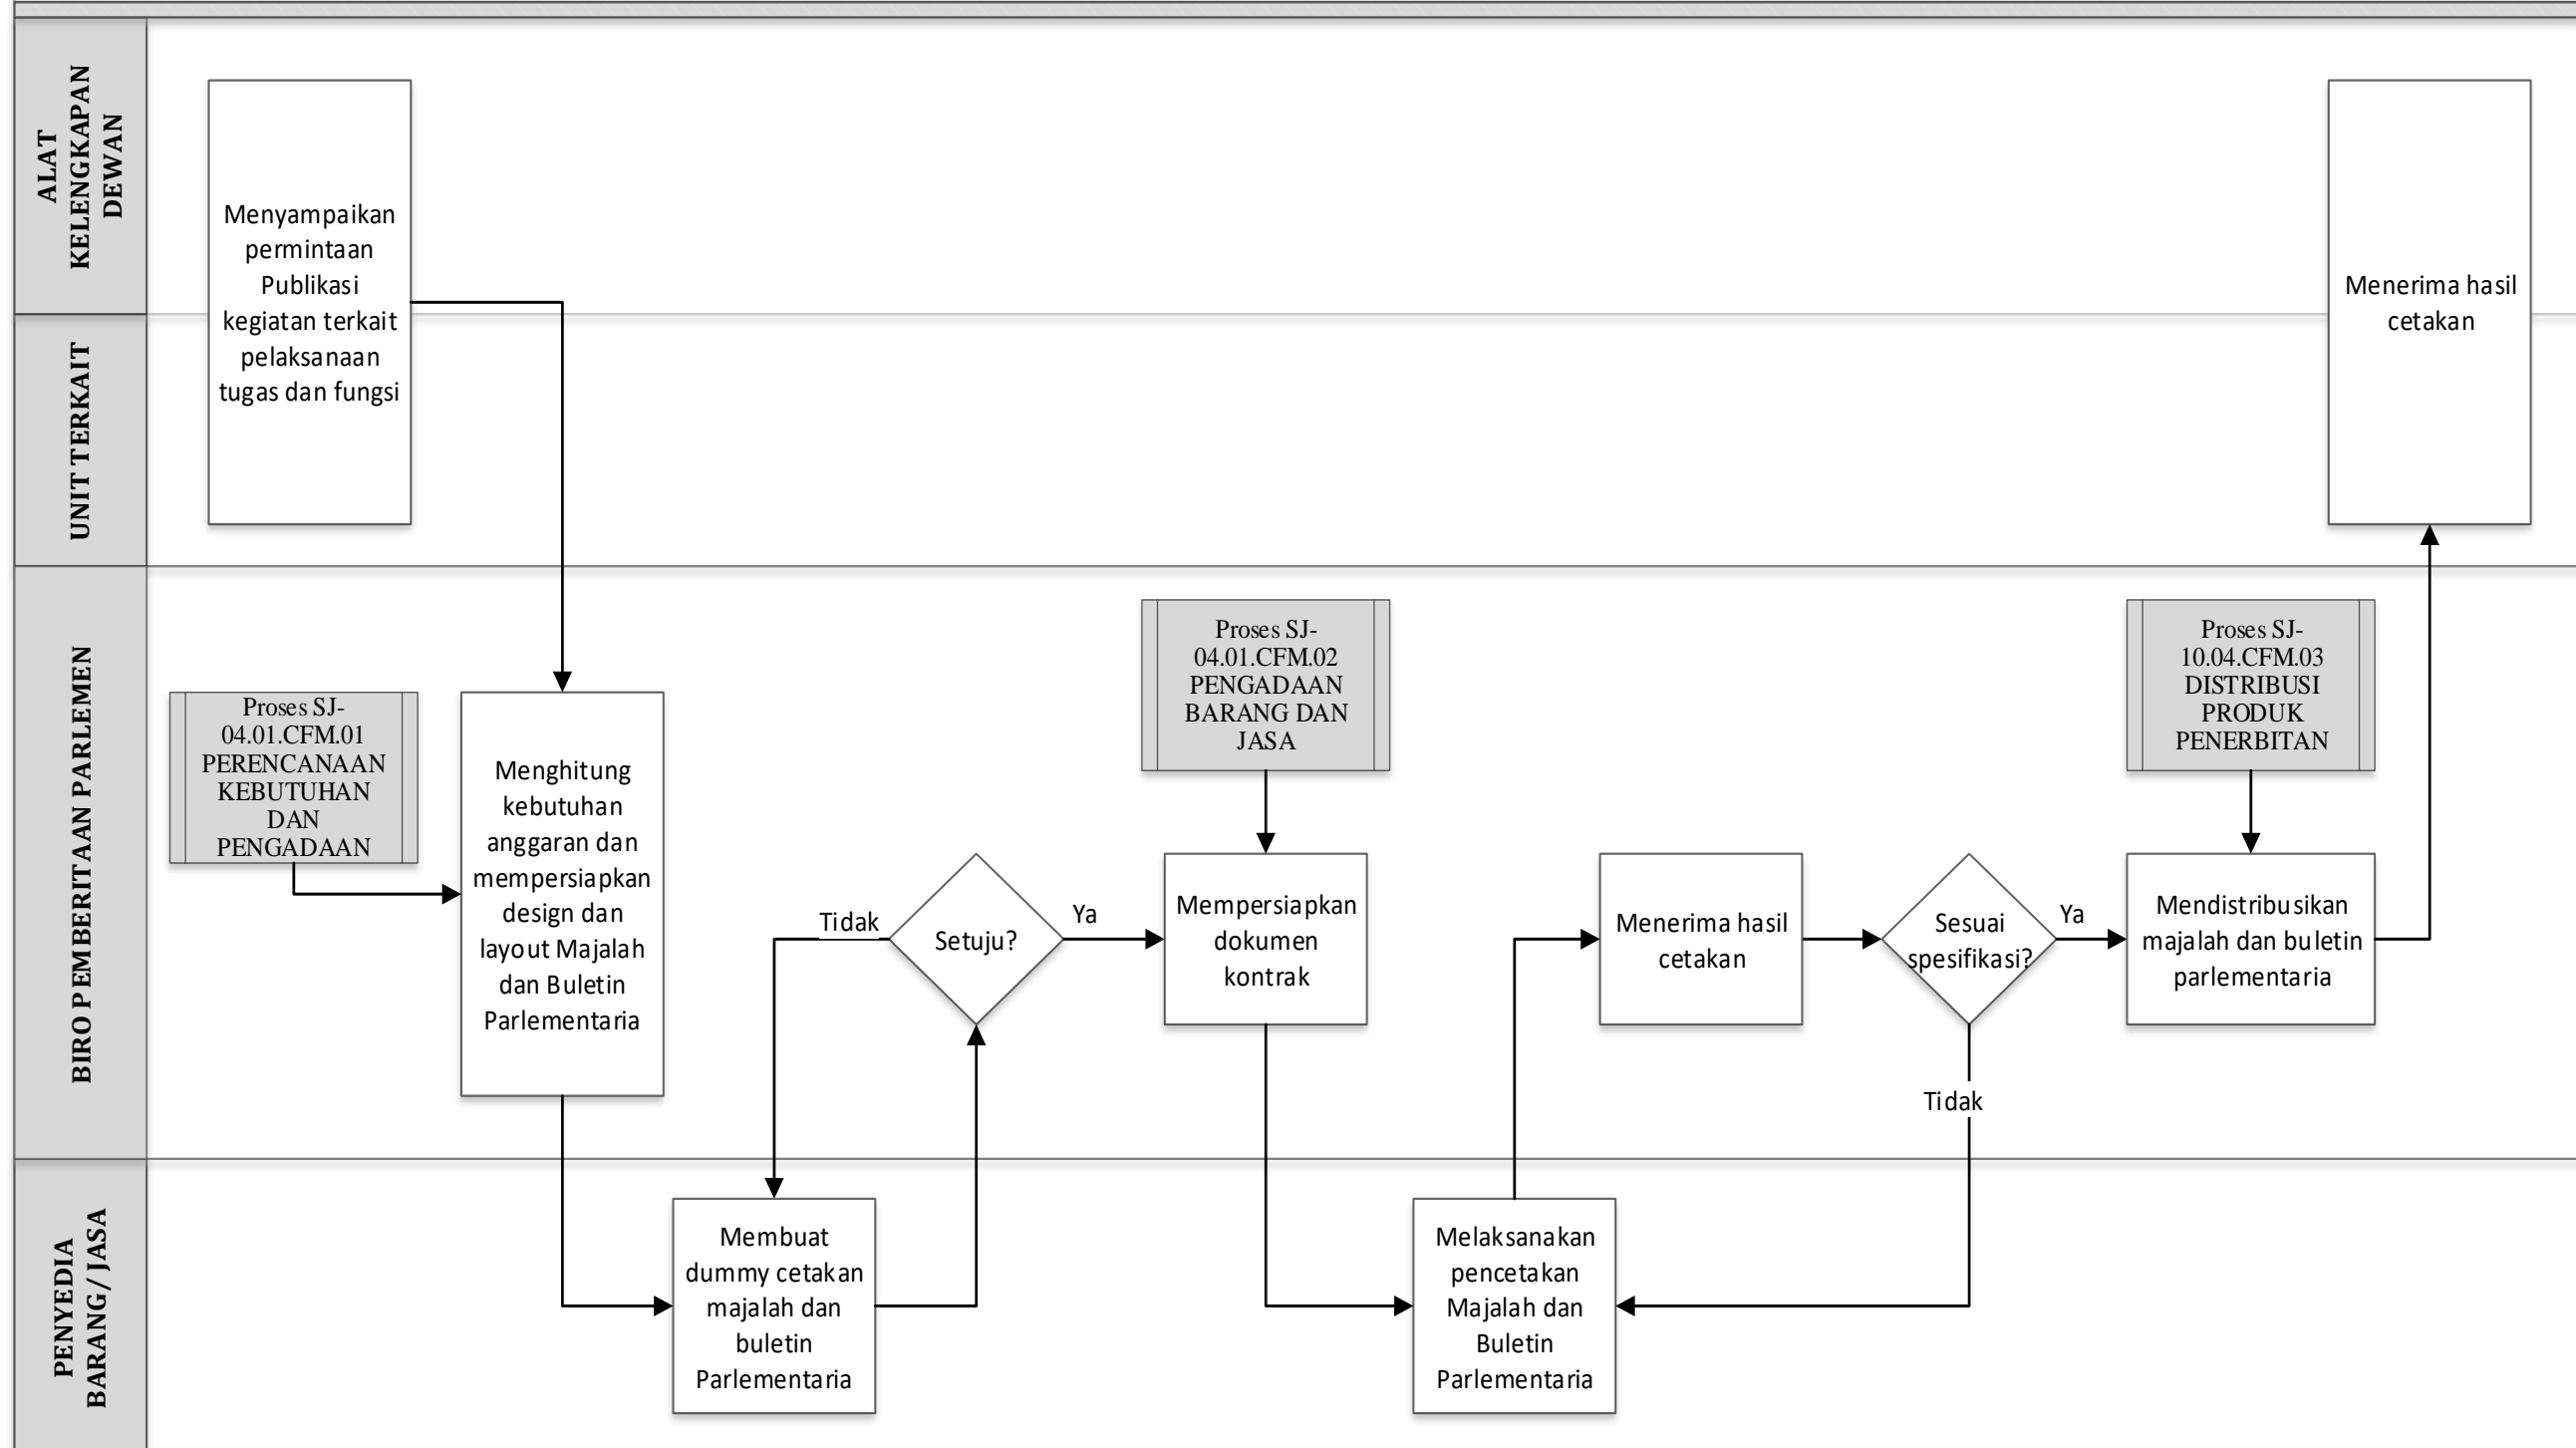 ALAT
KELENGKAPAN
DEWAN
Menyampaikan
permintaan
Publikasi
kegiatan terkait
pelaksanaan
tugas dan fungsi
Menerima hasil
cetakan
UNIT TERKAIT
BIRO PEMBERITAAN PARLEMEN
Proses SJ-
04.01.CFM.01
PERENCANAAN
KEBUTUHAN
DAN
PENGADAAN
Menghitung
kebutuhan
anggaran dan
mempersiapkan
design dan
layout Majalah
dan Buletin
Parlementaria
Tidak
Setuju?
Ya
Proses SJ-
04.01.CFM.02
PENGADAAN
BARANG DAN
JASA
Mempersiapkan
dokumen
kontrak
Menerima hasil
cetakan
Sesuai
spesifikasi?
Ya
Tidak
Proses SJ-
10.04.CFM.03
DISTRIBUSI
PRODUK
PENERBITAN
Mendistribusikan
majalah dan buletin
parlementaria
PENYEDIA
BARANG/ JASA
Membuat
dummy cetakan
majalah dan
buletin
Parlementaria
Melaksanakan
pencetakan
Majalah dan
Buletin
Parlementaria